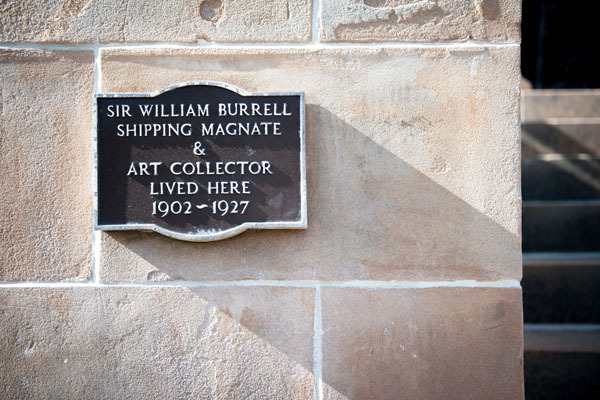 SIR WILLIAM BURRELL
SHIPPING MAGNATE
&
ART COLLECTOR
LIVED HERE
1902~1927